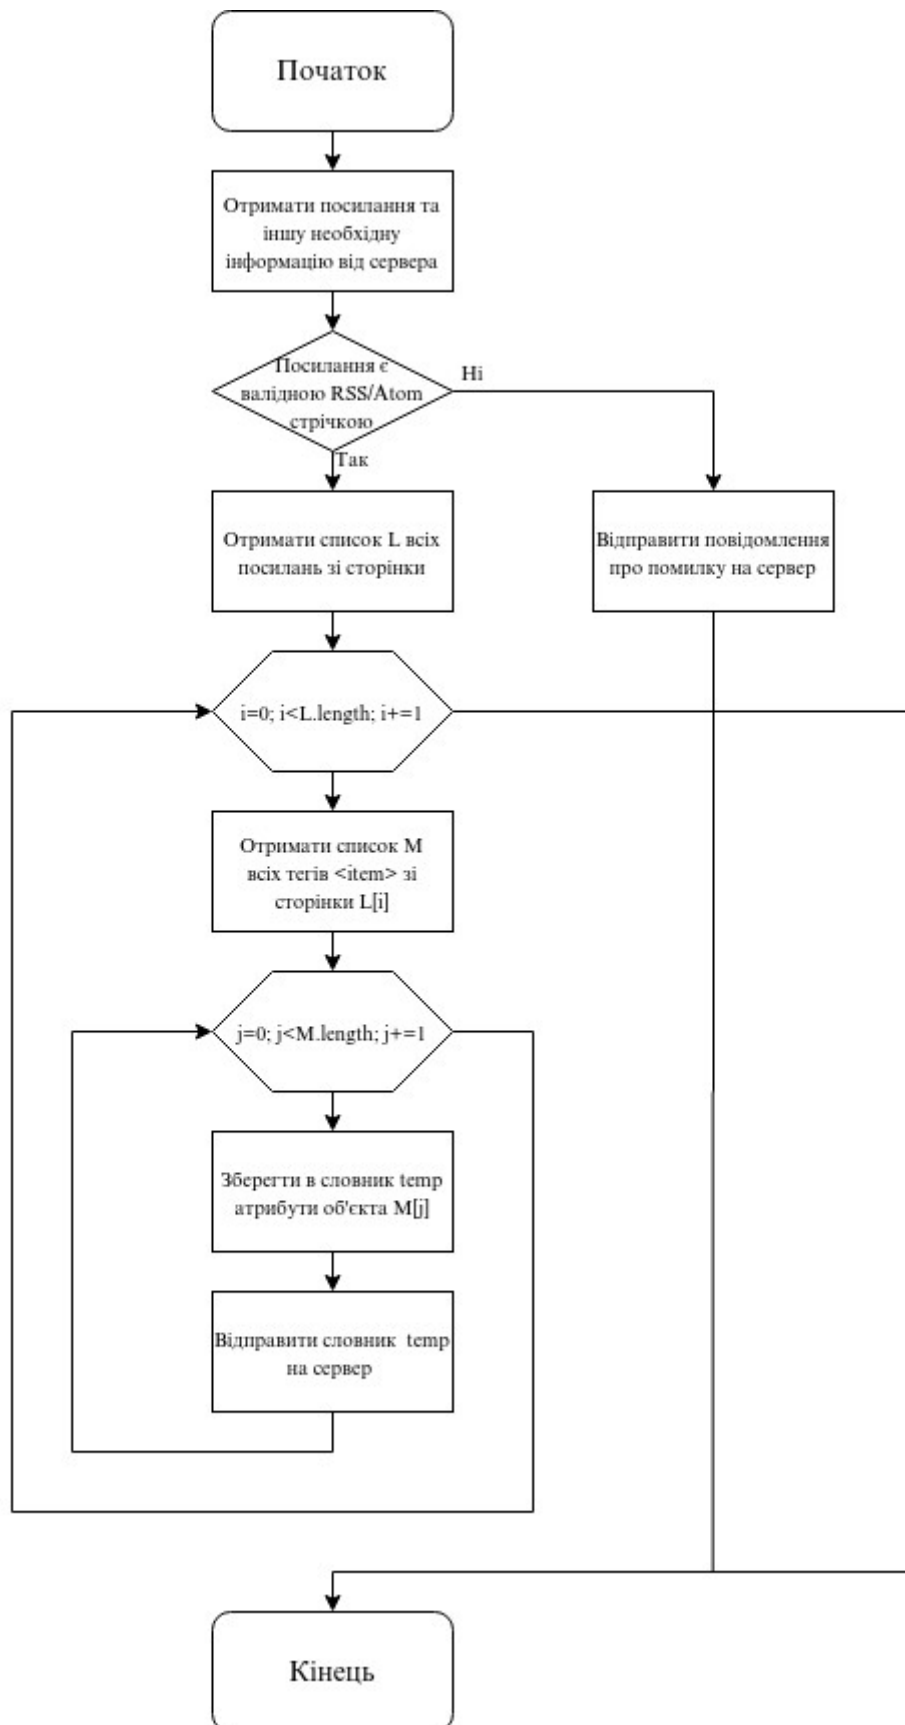 Початок
Отримати посилання та
іншу необхідну
інформацію від сервера
Посилання є
валідною RSS/Atom
стрічкою
Ні
Так
Отримати список L всіх
посилань зі сторінки
Відправити повідомлення
про помилку на сервер
i=0; i<L.length; i+=1
Отримати список M
всіх тегів <item> зі
сторінки L[i]
j=0; j<M.length; j+=1
Зберегти в словник temp
атрибути об'єкта M[j]
Відправити словник temp
на сервер
Кінець